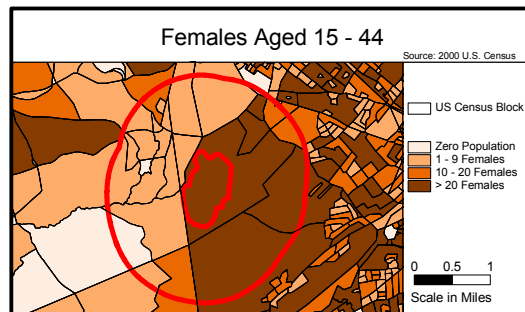 Females Aged 15 - 44
Source: 2000 U.S. Census
US Census Block
Zero Population
1 - 9 Females
10 - 20 Females
> 20 Females
0 0.5 1
Scale in Miles